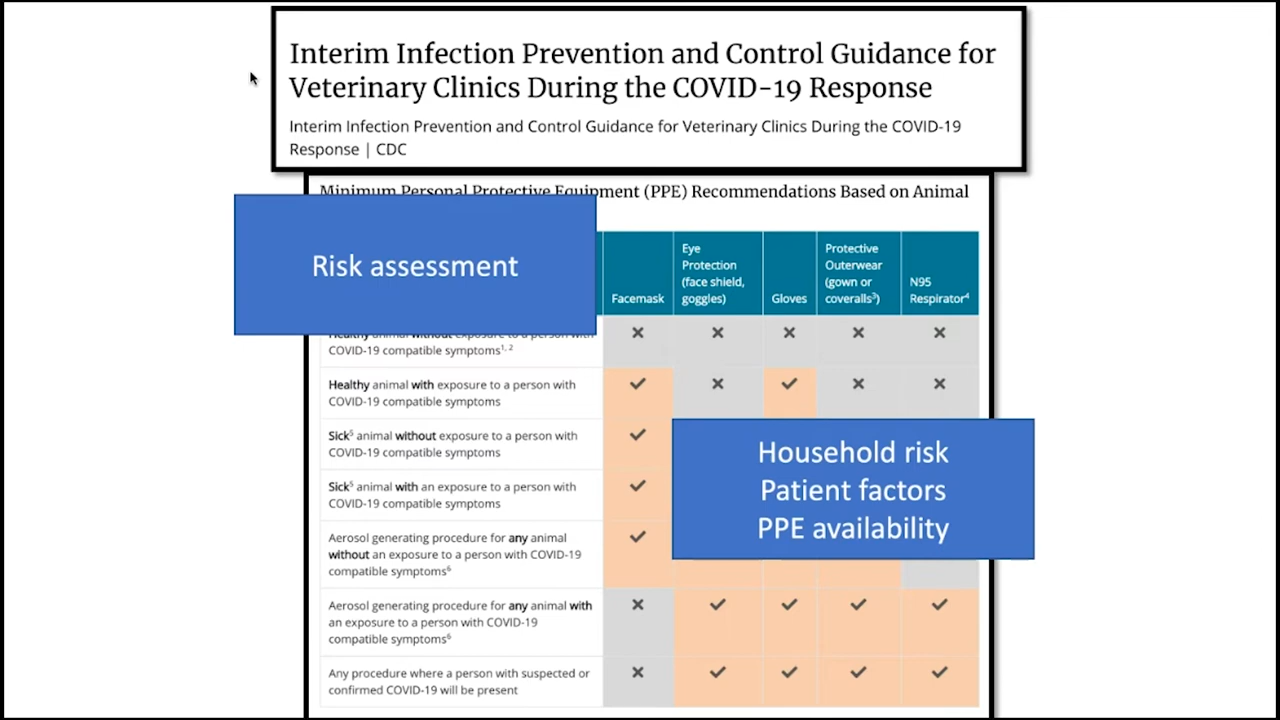 Interim Infection Prevention and Control Guidance for
Veterinary Clinics During the COVID-19 Response
Interim Infection Prevention and Control Guidance for Veterinary Clinics During the COVID-19
Response | CDC
Minimum Personal Protective Equipment (PPE) Recommendations Based on Animal
Risk assessment
Facemask
Eye
Protection
(face shield,
goggles)
Gloves
Protective
Outerwear
(gown or
coveralls³)
N95
Respirator⁴
Healthy animal without exposure to a person with
COVID-19 compatible symptoms¹, ²
Healthy animal with exposure to a person with
COVID-19 compatible symptoms
Sick⁵ animal without exposure to a person with
COVID-19 compatible symptoms
Sick⁵ animal with an exposure to a person with
COVID-19 compatible symptoms
Household risk
Patient factors
PPE availability
Aerosol generating procedure for any animal
without an exposure to a person with COVID-19
compatible symptoms⁶
Aerosol generating procedure for any animal with
an exposure to a person with COVID-19
compatible symptoms⁶
Any procedure where a person with suspected or
confirmed COVID-19 will be present